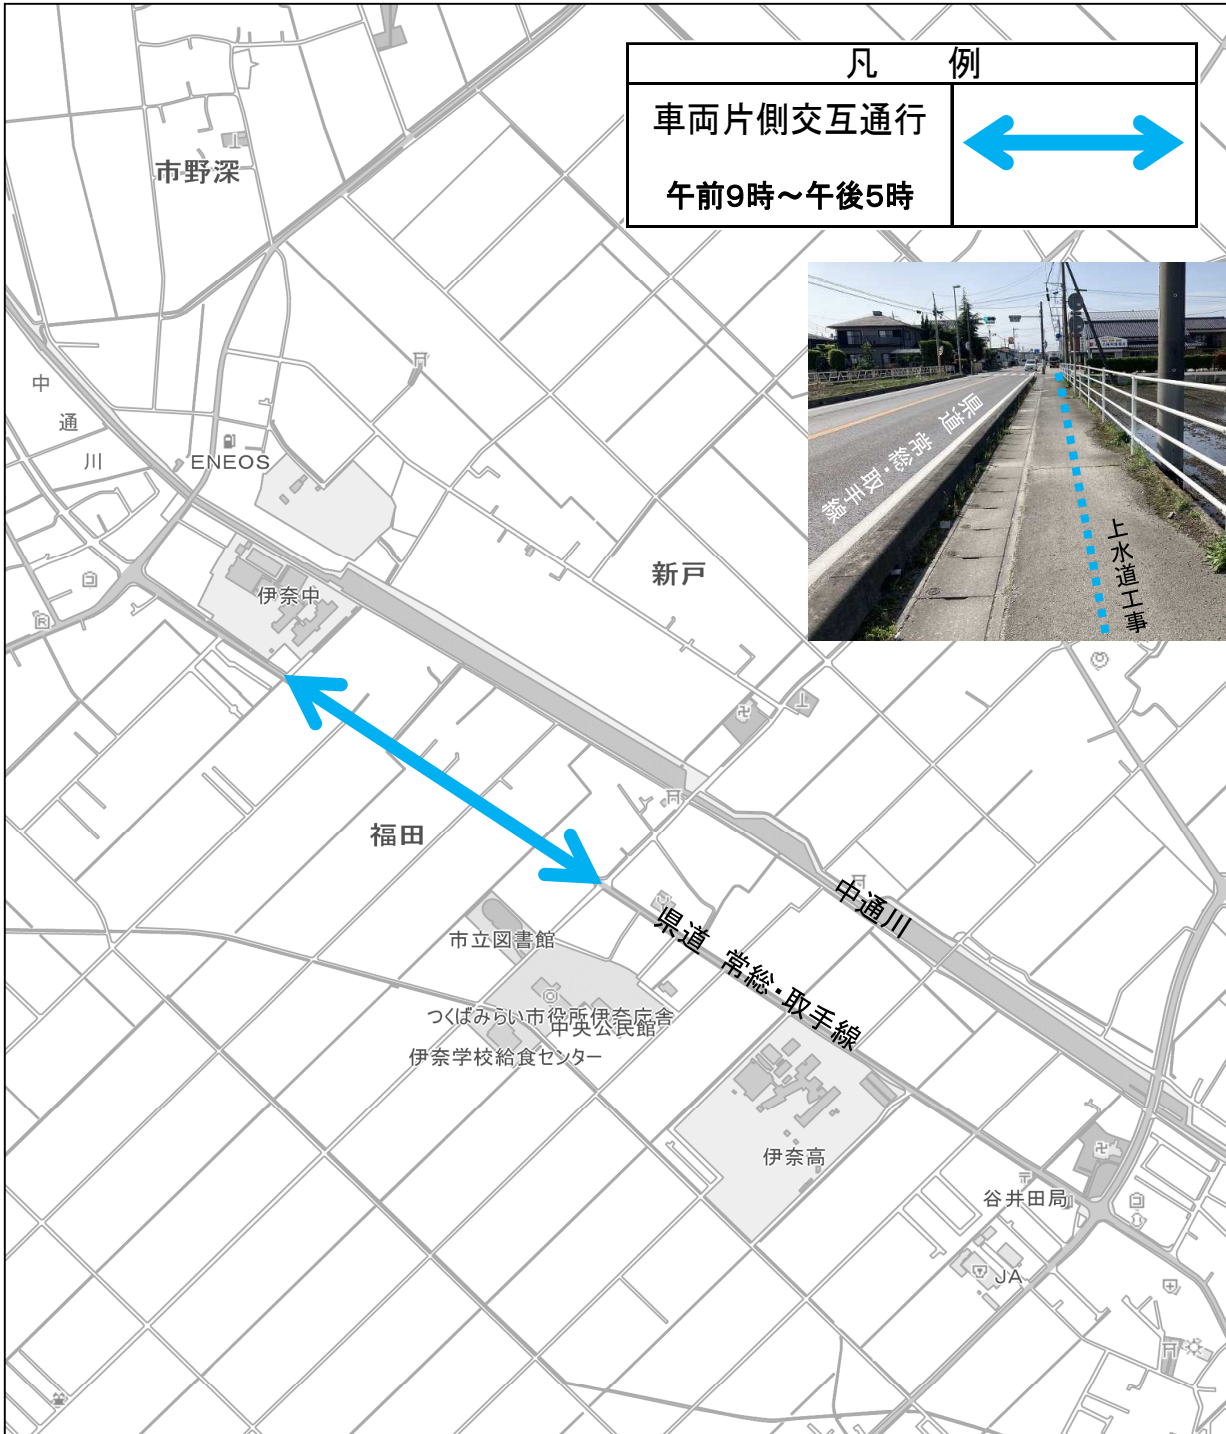 凡　例
車両片側交互通行
午前9時～午後5時
市野深
中通川
ENEOS
県道 常総・取手線
上水道工事
新戸
伊奈中
福田
中通川
市立図書館
県道 常総・取手線
つくばみらい市役所伊奈庁舎
中央公民館
伊奈学校給食センター
伊奈高
谷井田局
JA